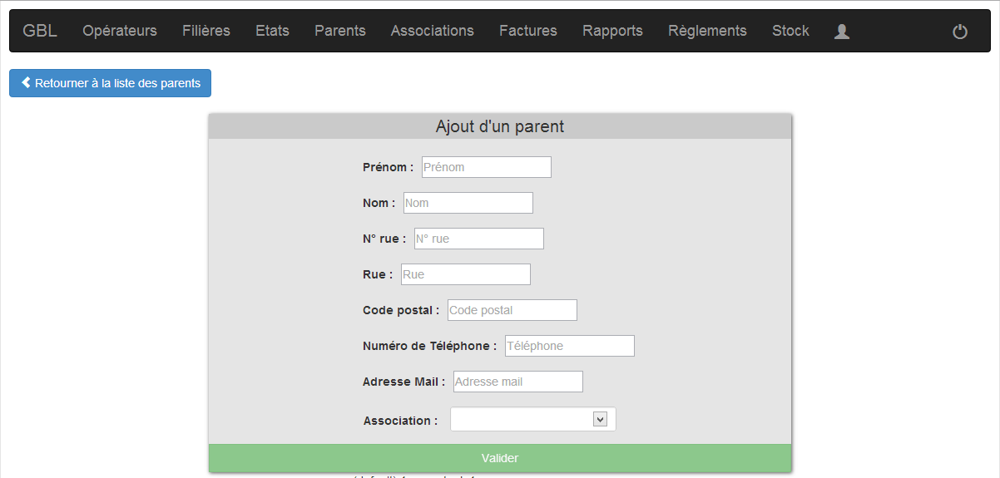 GBL Opérateurs Filières Etats Parents Associations Factures Rapports Règlements Stock
Retourner à la liste des parents
Ajout d'un parent
Prénom : Prénom
Nom : Nom
N° rue : N° rue
Rue : Rue
Code postal : Code postal
Numéro de Téléphone : Téléphone
Adresse Mail : Adresse mail
Association :
Valider